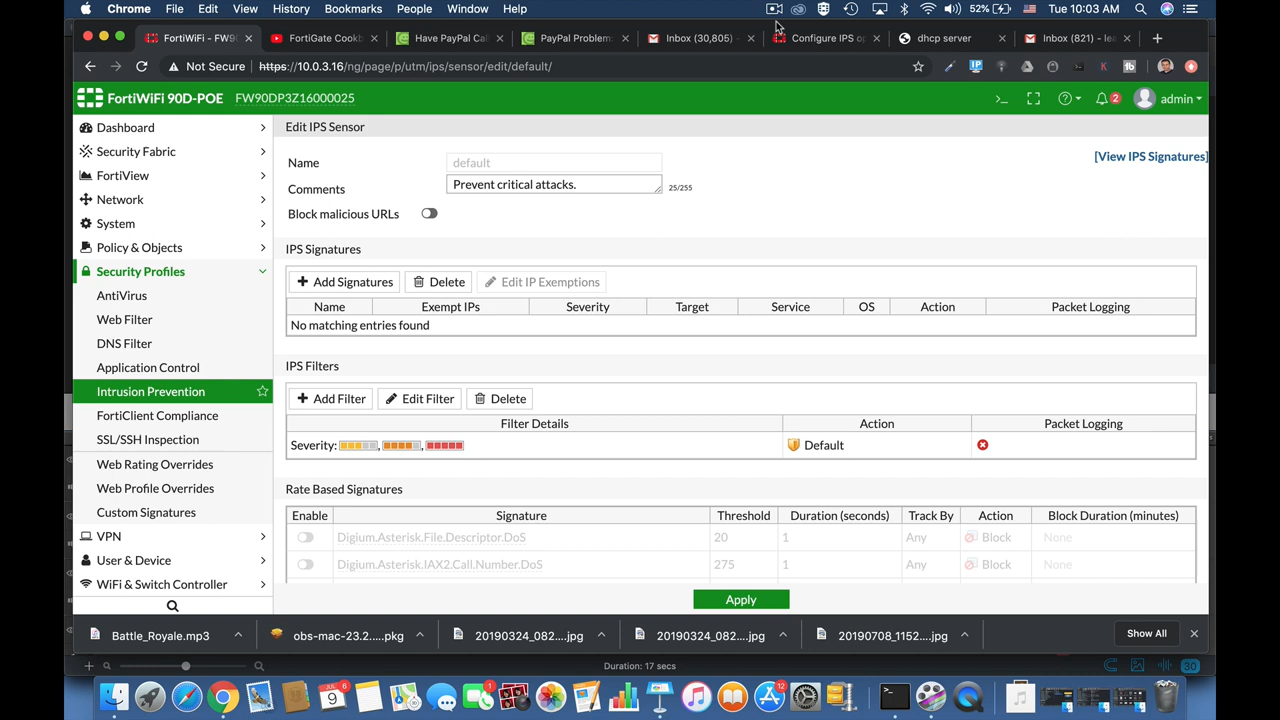 Chrome File Edit View History Bookmarks People Window Help 52% Tue 10:03 AM
FortiWiFi - FW90 FortiGate Cookb Have PayPal Cal PayPal Problem: Inbox (30,805) - Configure IPS op dhcp server Inbox (821) - lea
Not Secure https://10.0.3.16/ng/page/p/utm/ips/sensor/edit/default/
FortiWiFi 90D-POE FW90DP3Z16000025 >_ 2 admin
Dashboard
Security Fabric
FortiView
Network
System
Policy & Objects
Security Profiles
AntiVirus
Web Filter
DNS Filter
Application Control
Intrusion Prevention
FortiClient Compliance
SSL/SSH Inspection
Web Rating Overrides
Web Profile Overrides
Custom Signatures
VPN
User & Device
WiFi & Switch Controller
Edit IPS Sensor
Name default
[View IPS Signatures]
Comments Prevent critical attacks. 25/255
Block malicious URLs
IPS Signatures
Add Signatures Delete Edit IP Exemptions
Name Exempt IPs Severity Target Service OS Action Packet Logging
No matching entries found
IPS Filters
Add Filter Edit Filter Delete
Filter Details Action Packet Logging
Severity: , , Default
Rate Based Signatures
Enable Signature Threshold Duration (seconds) Track By Action Block Duration (minutes)
Digium.Asterisk.File.Descriptor.DoS 20 1 Any Block None
Digium.Asterisk.IAX2.Call.Number.DoS 275 1 Any Block None
Apply
Battle_Royale.mp3 obs-mac-23.2....pkg 20190324_082....jpg 20190324_082....jpg 20190708_1152....jpg Show All
Duration: 17 secs 30
9 6 1 12